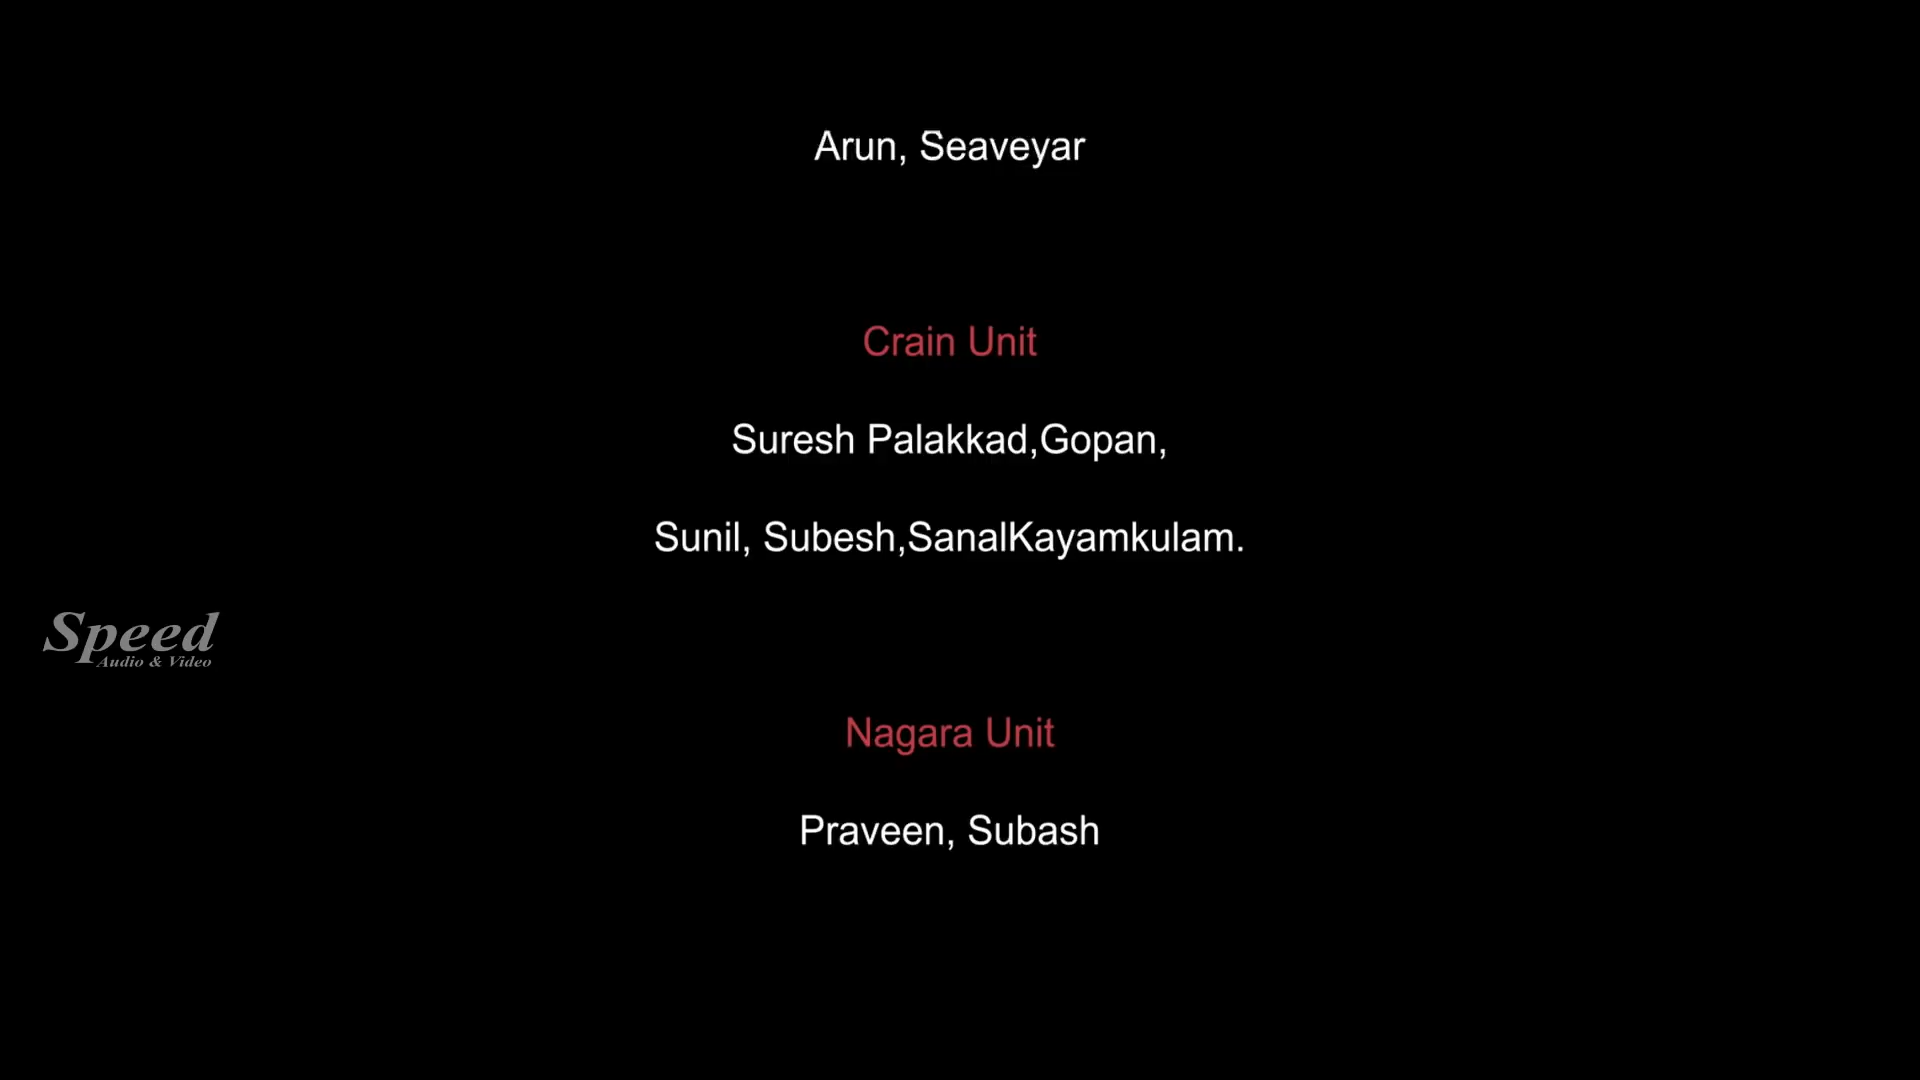 Arun, Seaveyar
Crain Unit
Suresh Palakkad,Gopan,
Sunil, Subesh,SanalKayamkulam.
Speed
Audio & Video
Nagara Unit
Praveen, Subash